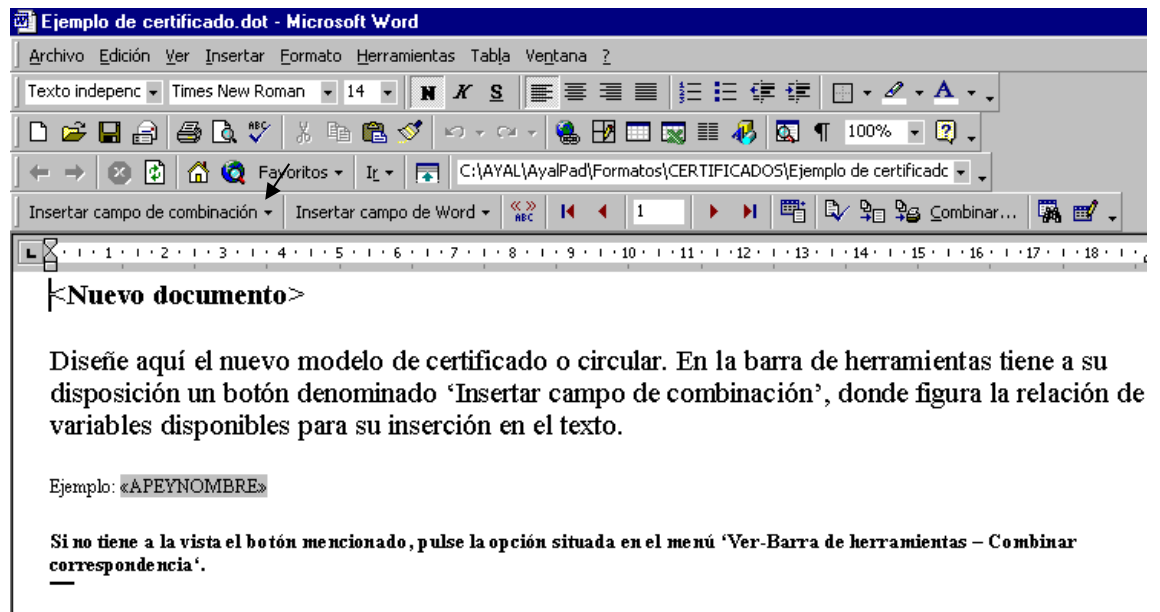 Ejemplo de certificado.dot - Microsoft Word
Archivo Edición Ver Insertar Formato Herramientas Tabla Ventana ?
Texto indepenc Times New Roman 14 N K S A
ABC 100% ?
Favoritos Ir C:\AYAL\AyalPad\Formatos\CERTIFICADOS\Ejemplo de certificadc
Insertar campo de combinación Insertar campo de Word «» ABC 1 Combinar...
L 1 2 3 4 5 6 7 8 9 10 11 12 13 14 15 16 17 18
<Nuevo documento>
Diseñe aquí el nuevo modelo de certificado o circular. En la barra de herramientas tiene a su
disposición un botón denominado ‘Insertar campo de combinación’, donde figura la relación de
variables disponibles para su inserción en el texto.
Ejemplo: «APEYNOMBRE»
Si no tiene a la vista el botón mencionado, pulse la opción situada en el menú ‘Ver-Barra de herramientas – Combinar
correspondencia‘.